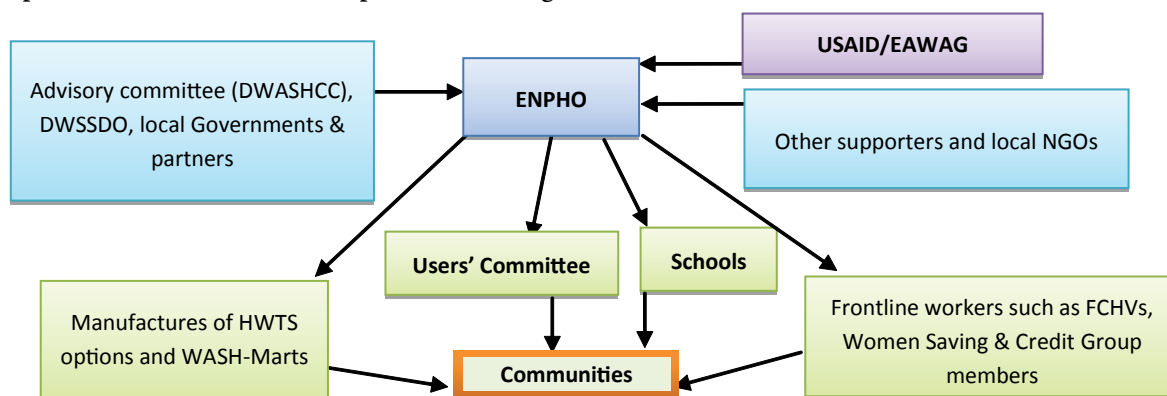 USAID/EAWAG
Advisory committee (DWASHCC),
DWSSDO, local Governments &
partners
ENPHO
Other supporters and local NGOs
Users' Committee
Schools
Manufactures of HWTS
options and WASH-Marts
Frontline workers such as FCHVs,
Women Saving & Credit Group
members
Communities